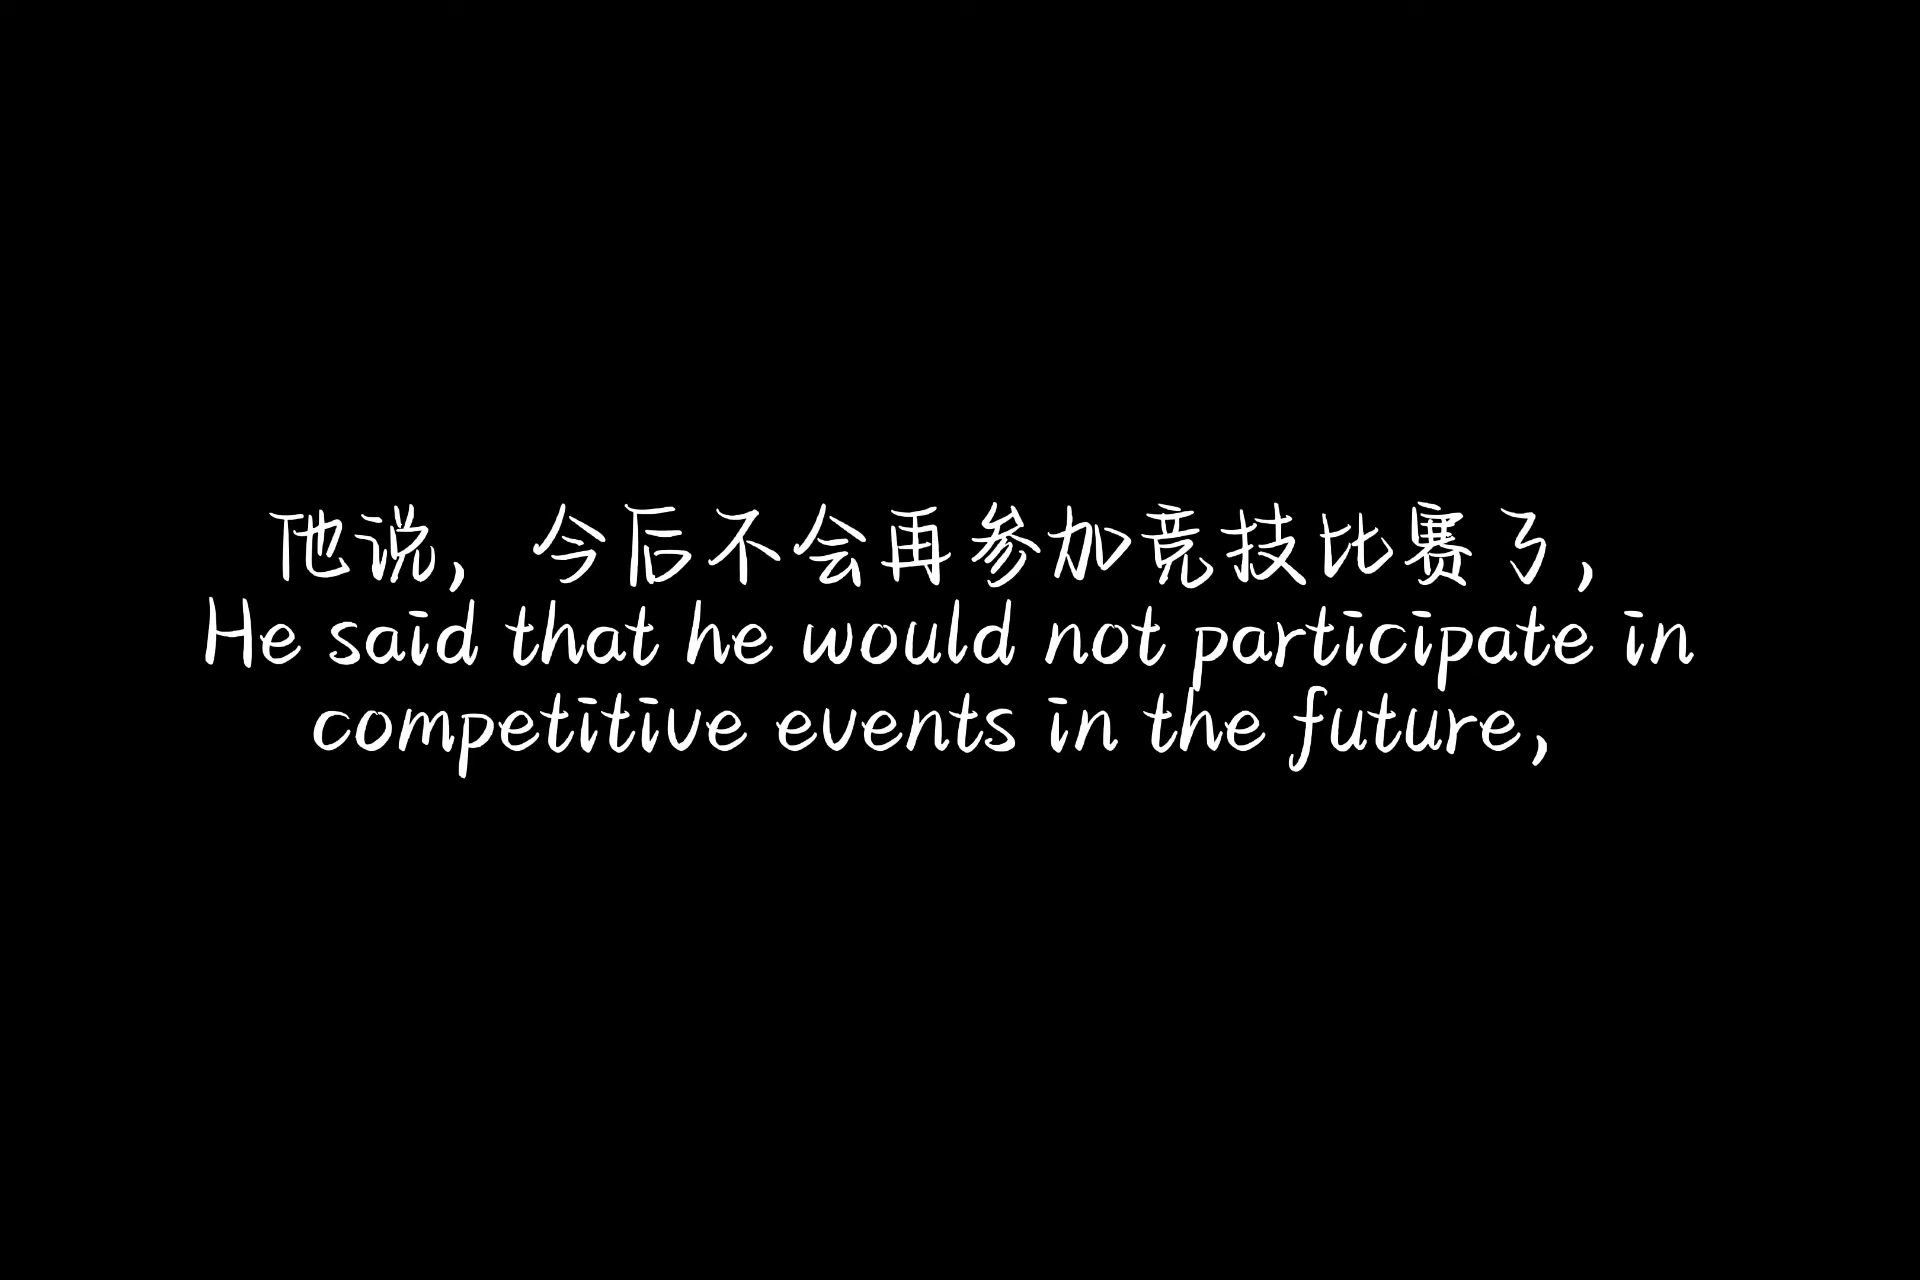 他说，今后不会再参加竞技比赛了，
He said that he would not participate in
competitive events in the future,